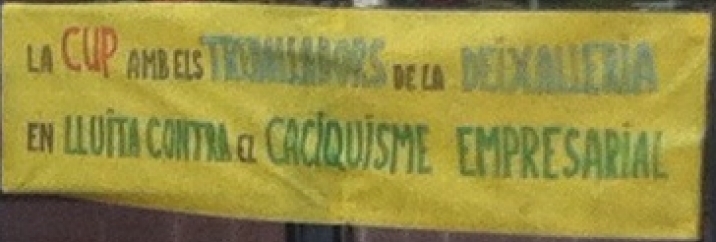 LA CUP AMB ELS TREBALLADORS DE LA DEIXALLERIA
EN LLUITA CONTRA EL CACIQUISME EMPRESARIAL